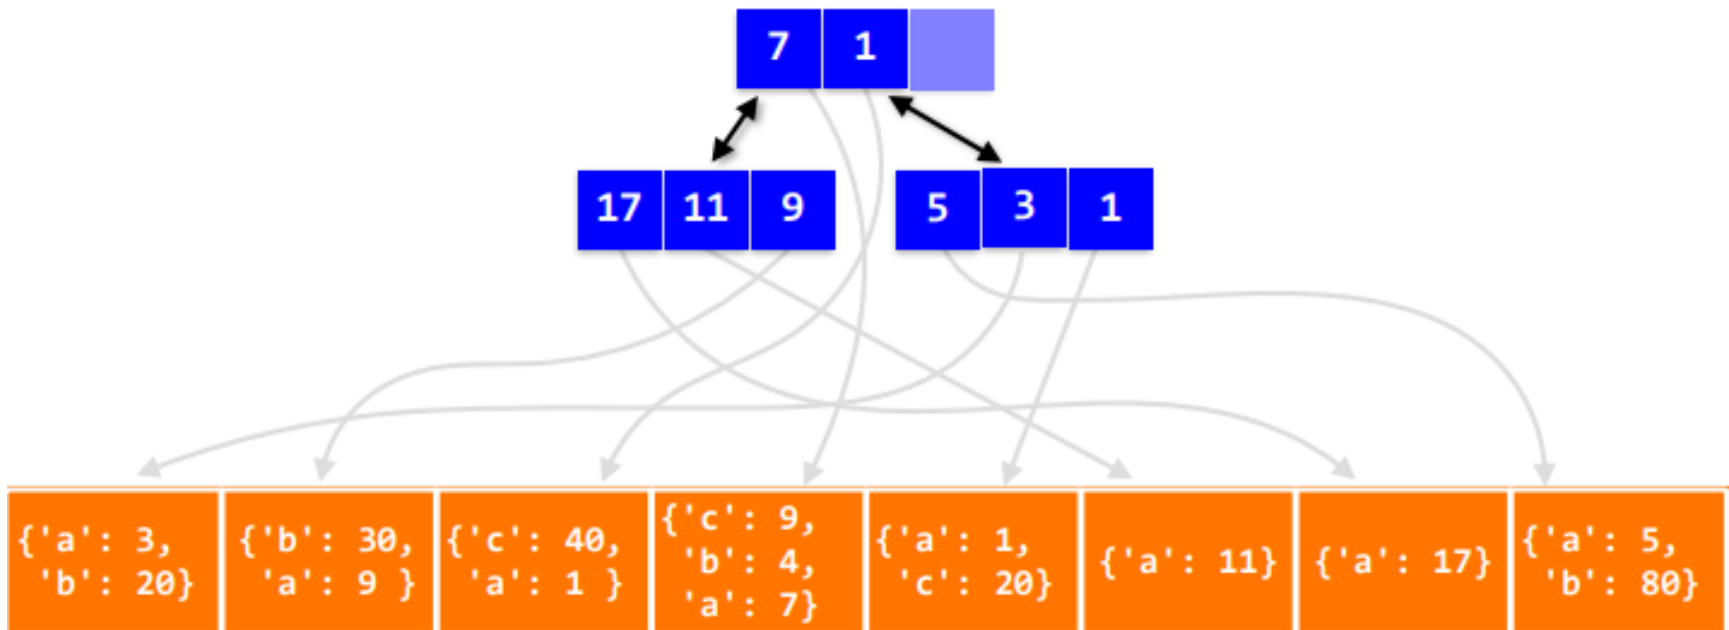 7 1
17 11 9 5 3 1
{'a': 3,
'b': 20}
{'b': 30,
'a': 9 }
{'c': 40,
'a': 1 }
{'c': 9,
'b': 4,
'a': 7}
{'a': 1,
'c': 20}
{'a': 11}
{'a': 17}
{'a': 5,
'b': 80}